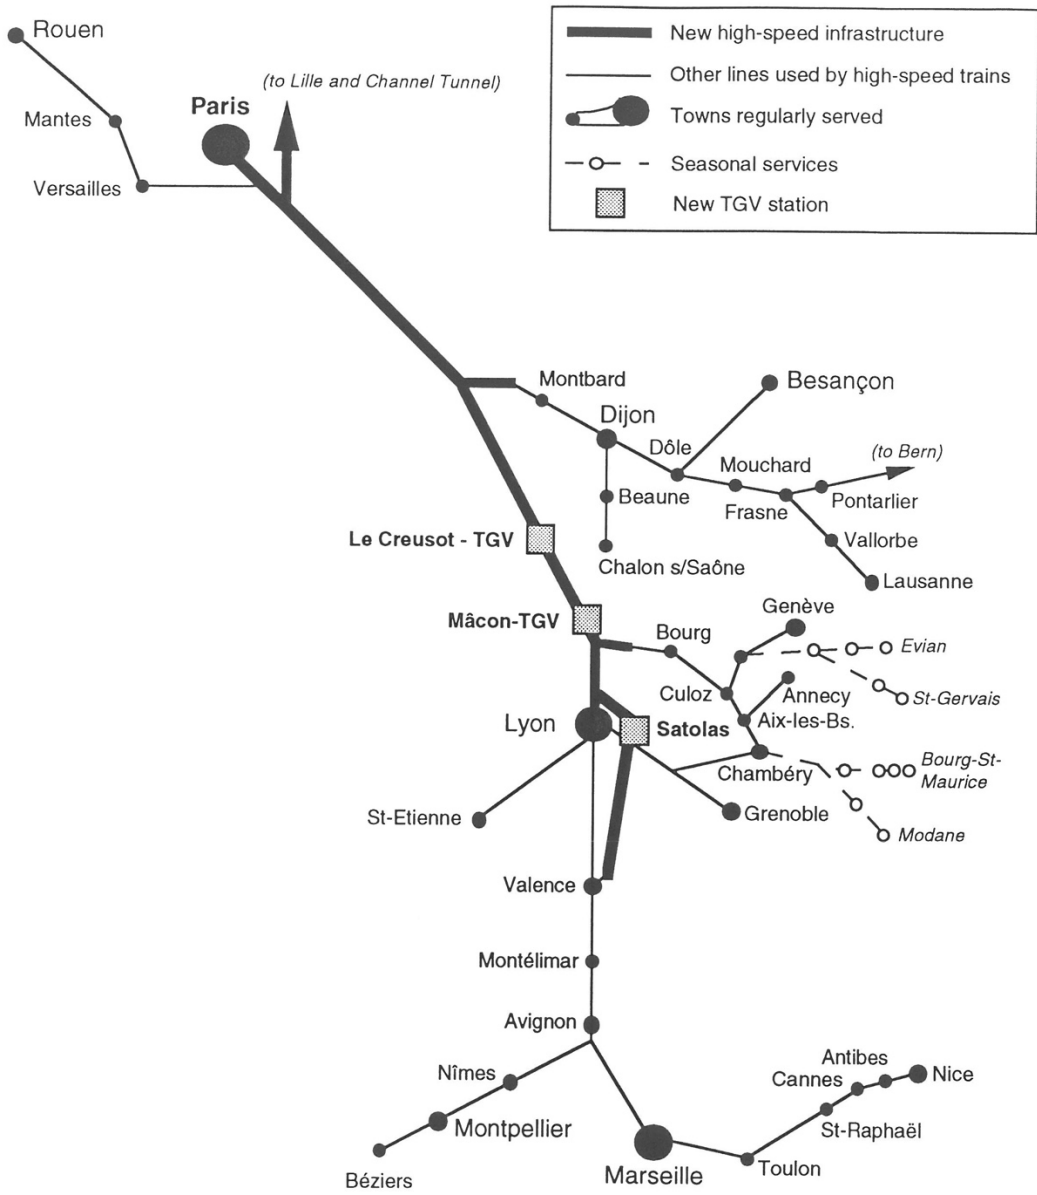 Rouen
Mantes
Versailles
Paris
(to Lille and Channel Tunnel)
New high-speed infrastructure
Other lines used by high-speed trains
Towns regularly served
Seasonal services
New TGV station
Montbard
Besançon
Dijon
Dôle
Mouchard
(to Bern)
Beaune
Frasne
Pontarlier
Le Creusot - TGV
Vallorbe
Chalon s/Saône
Lausanne
Mâcon-TGV
Genève
Bourg
Evian
Culoz
Annecy
St-Gervais
Aix-les-Bs.
Lyon
Satolas
Chambéry
Bourg-St-
Maurice
St-Etienne
Grenoble
Modane
Valence
Montélimar
Avignon
Nîmes
Montpellier
Béziers
Marseille
Toulon
St-Raphaël
Cannes
Antibes
Nice